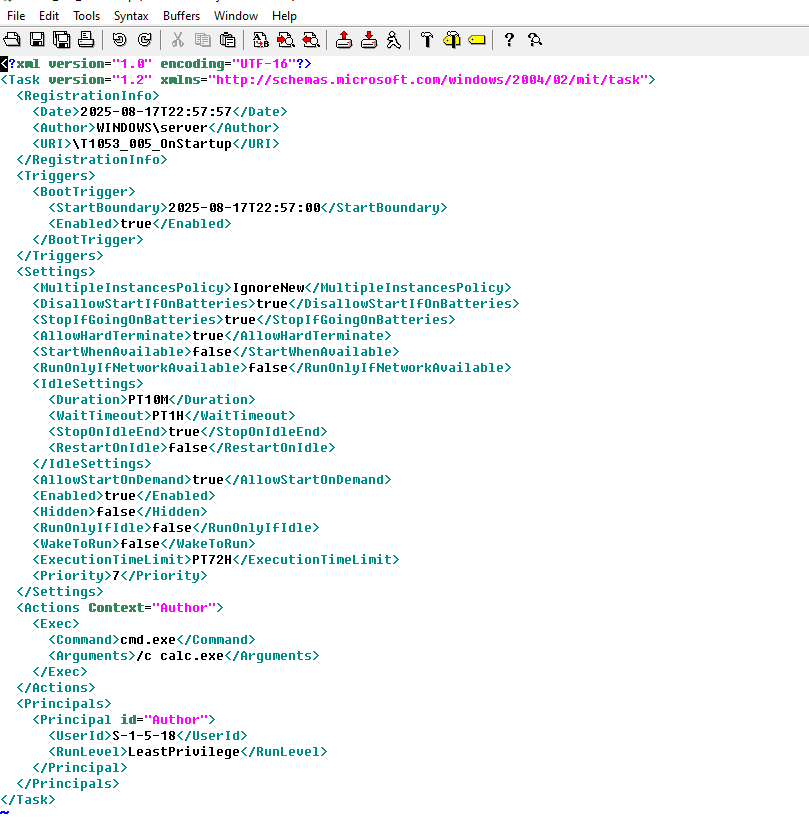 File Edit Tools Syntax Buffers Window Help
<?xml version="1.0" encoding="UTF-16"?>
<Task version="1.2" xmlns="http://schemas.microsoft.com/windows/2004/02/mit/task">
  <RegistrationInfo>
    <Date>2025-08-17T22:57:57</Date>
    <Author>WINDOWS\server</Author>
    <URI>\T1053_005_OnStartup</URI>
  </RegistrationInfo>
  <Triggers>
    <BootTrigger>
      <StartBoundary>2025-08-17T22:57:00</StartBoundary>
      <Enabled>true</Enabled>
    </BootTrigger>
  </Triggers>
  <Settings>
    <MultipleInstancesPolicy>IgnoreNew</MultipleInstancesPolicy>
    <DisallowStartIfOnBatteries>true</DisallowStartIfOnBatteries>
    <StopIfGoingOnBatteries>true</StopIfGoingOnBatteries>
    <AllowHardTerminate>true</AllowHardTerminate>
    <StartWhenAvailable>false</StartWhenAvailable>
    <RunOnlyIfNetworkAvailable>false</RunOnlyIfNetworkAvailable>
    <IdleSettings>
      <Duration>PT10M</Duration>
      <WaitTimeout>PT1H</WaitTimeout>
      <StopOnIdleEnd>true</StopOnIdleEnd>
      <RestartOnIdle>false</RestartOnIdle>
    </IdleSettings>
    <AllowStartOnDemand>true</AllowStartOnDemand>
    <Enabled>true</Enabled>
    <Hidden>false</Hidden>
    <RunOnlyIfIdle>false</RunOnlyIfIdle>
    <WakeToRun>false</WakeToRun>
    <ExecutionTimeLimit>PT72H</ExecutionTimeLimit>
    <Priority>7</Priority>
  </Settings>
  <Actions Context="Author">
    <Exec>
      <Command>cmd.exe</Command>
      <Arguments>/c calc.exe</Arguments>
    </Exec>
  </Actions>
  <Principals>
    <Principal id="Author">
      <UserId>S-1-5-18</UserId>
      <RunLevel>LeastPrivilege</RunLevel>
    </Principal>
  </Principals>
</Task>
~